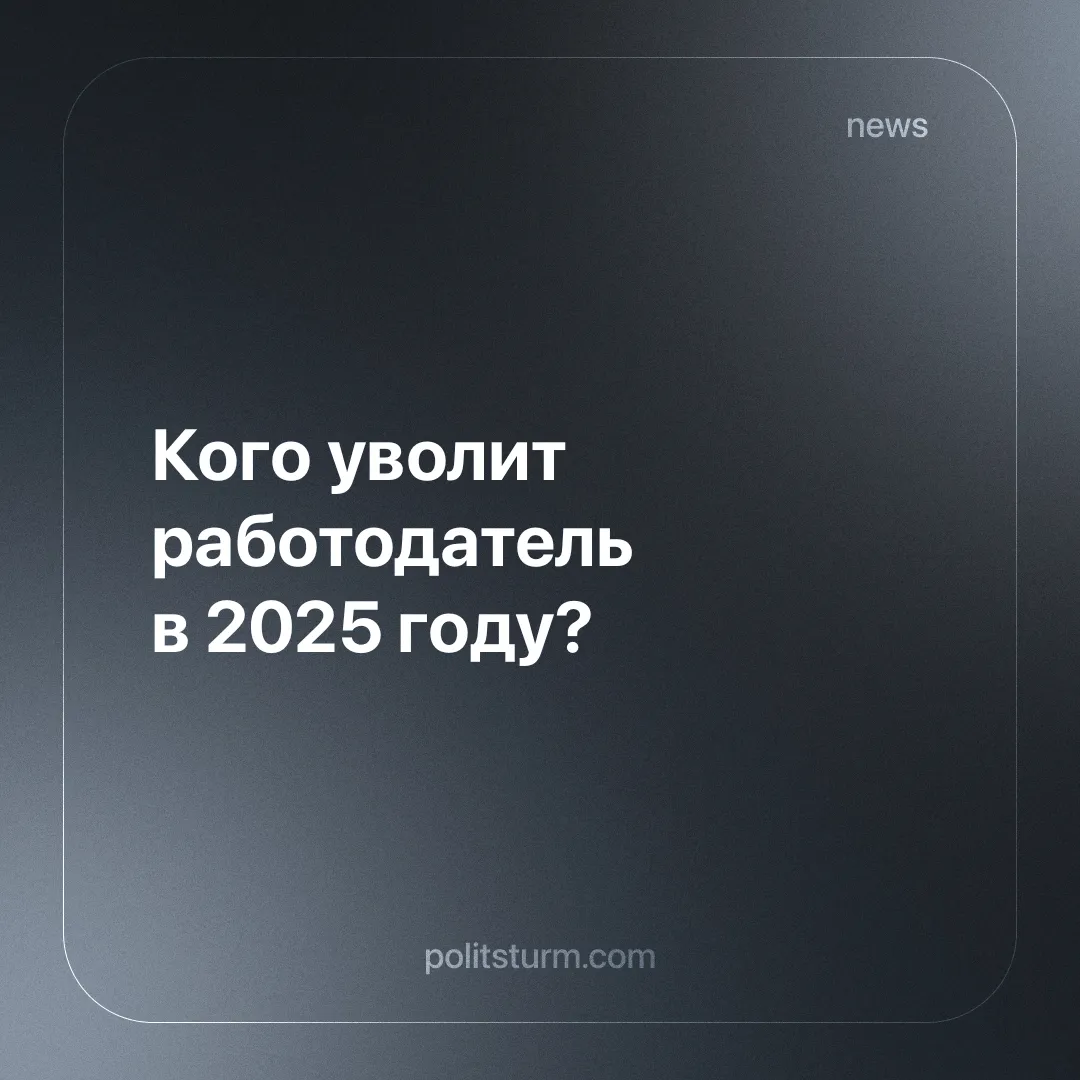 news
Кого уволит
работодатель
в 2025 году?
politsturm.com